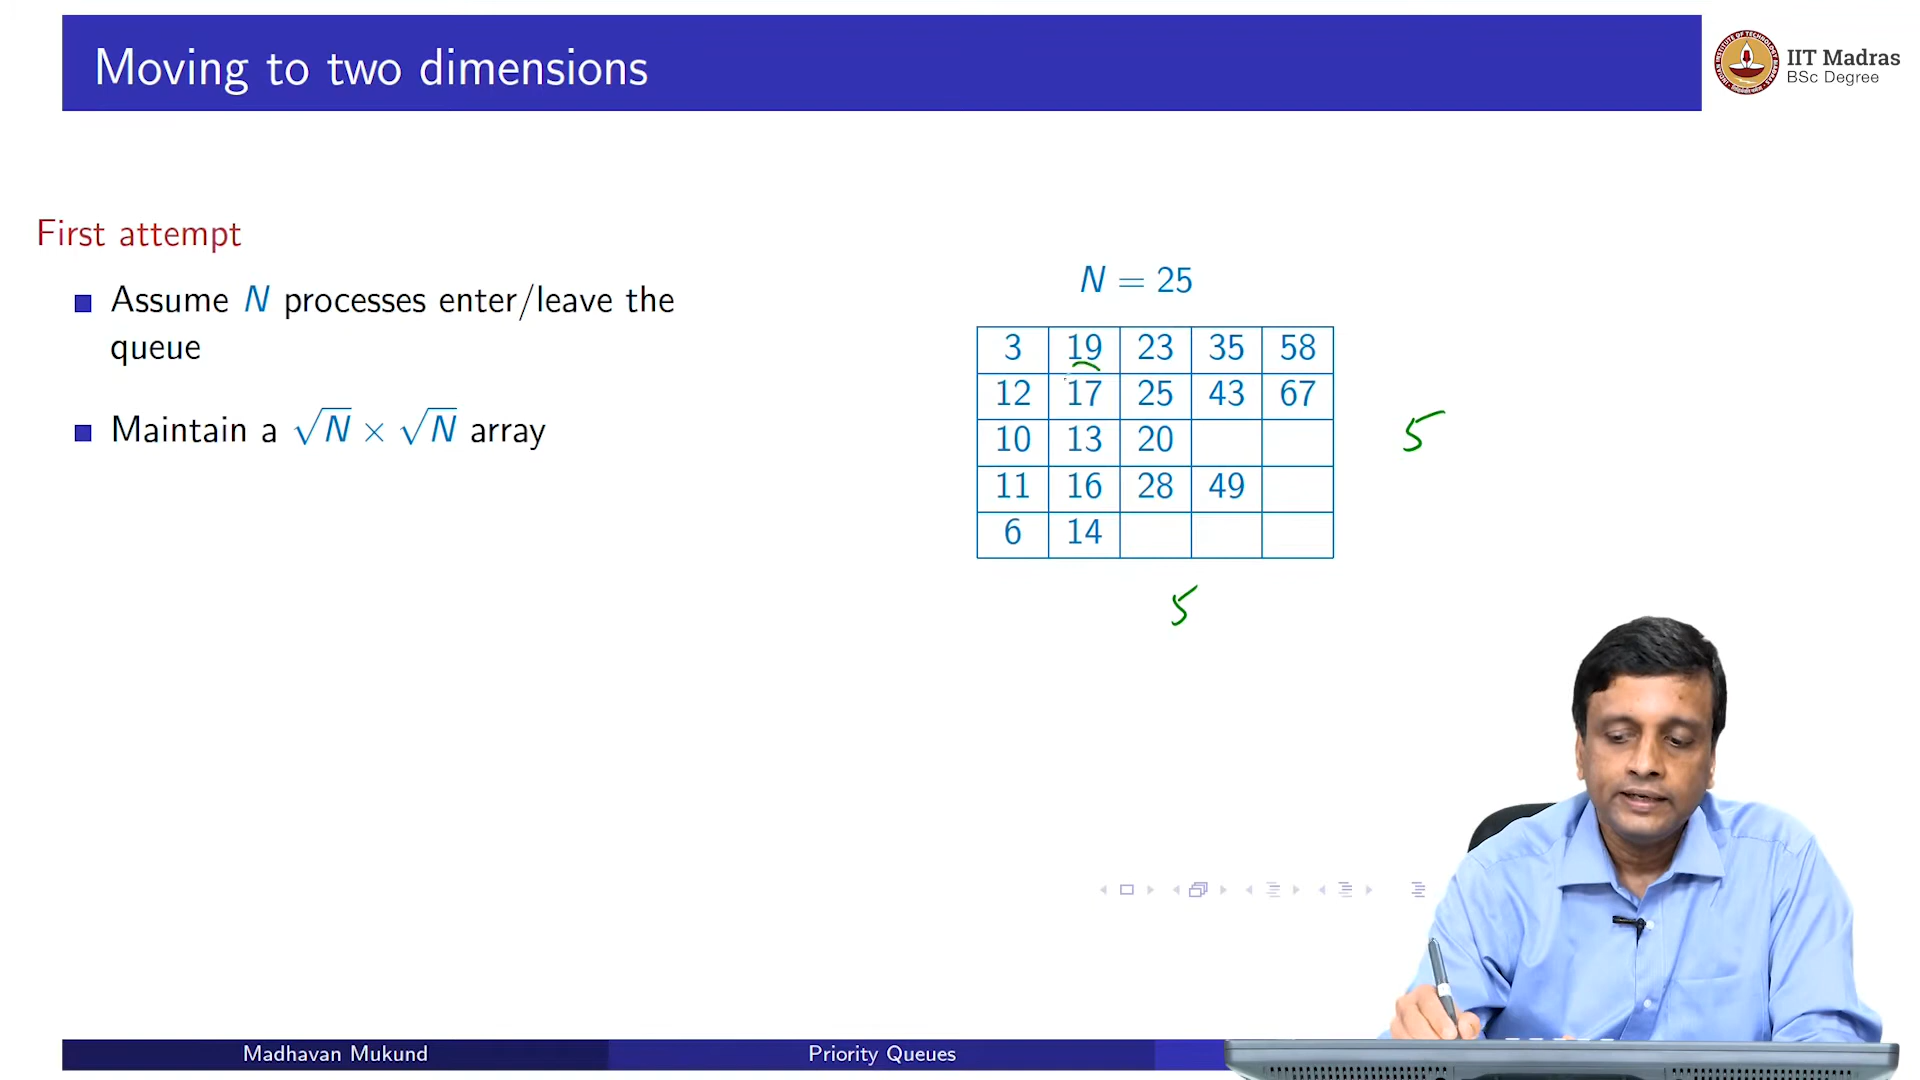 Moving to two dimensions
IIT Madras
BSc Degree
First attempt
Assume N processes enter/leave the
queue
Maintain a √N × √N array
N = 25
3 19 23 35 58
12 17 25 43 67
10 13 20
11 16 28 49
6 14
5
5
Madhavan Mukund
Priority Queues